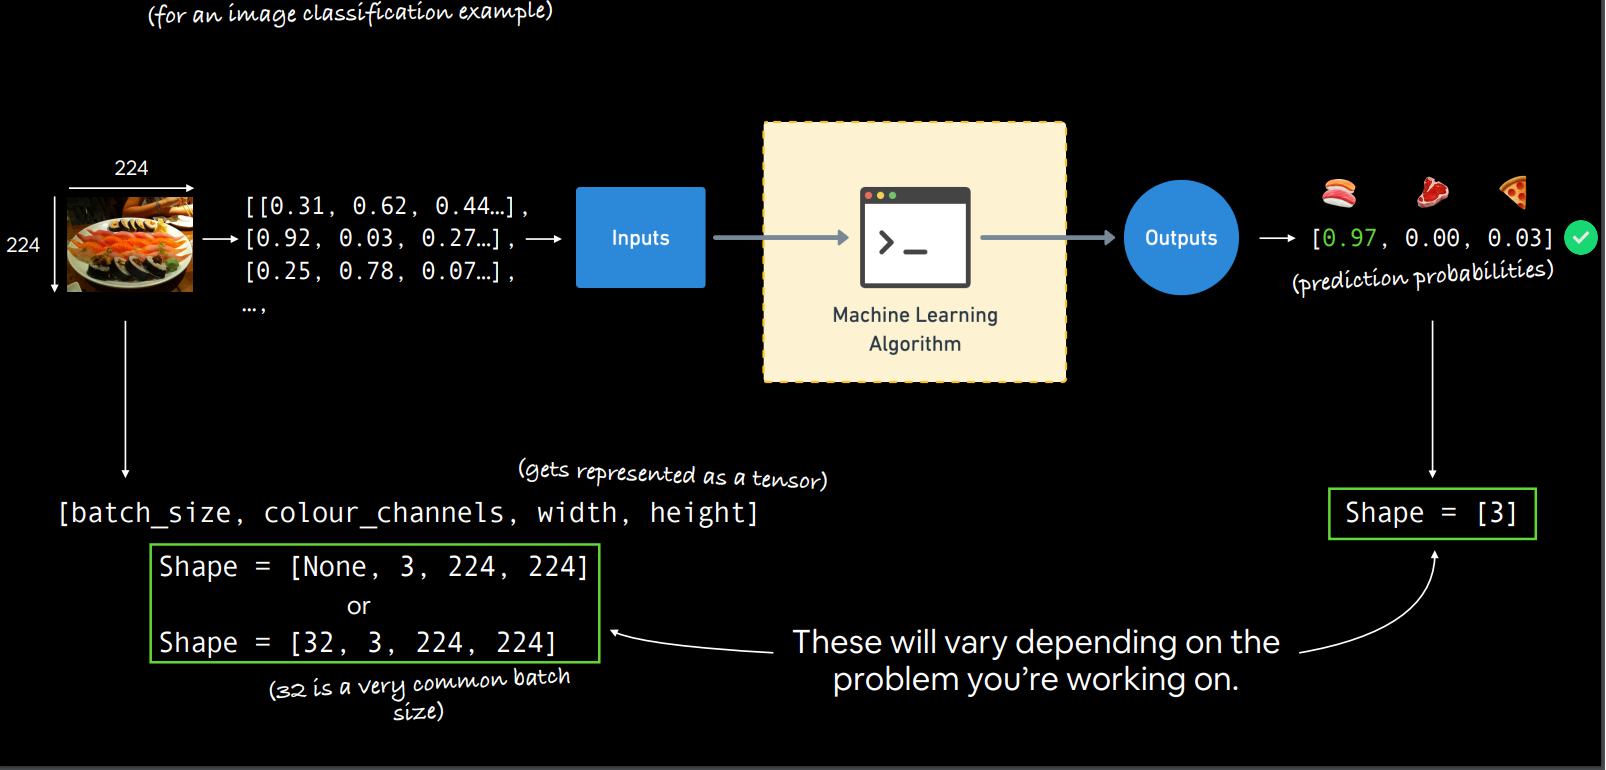 (for an image classification example)
224
224
[[0.31, 0.62, 0.44…],
[0.92, 0.03, 0.27…],
[0.25, 0.78, 0.07…],
…,
Inputs
Machine Learning
Algorithm
Outputs
[0.97, 0.00, 0.03]
(prediction probabilities)
(gets represented as a tensor)
[batch_size, colour_channels, width, height]
Shape = [None, 3, 224, 224]
or
Shape = [32, 3, 224, 224]
(32 is a very common batch
size)
Shape = [3]
These will vary depending on the
problem you’re working on.